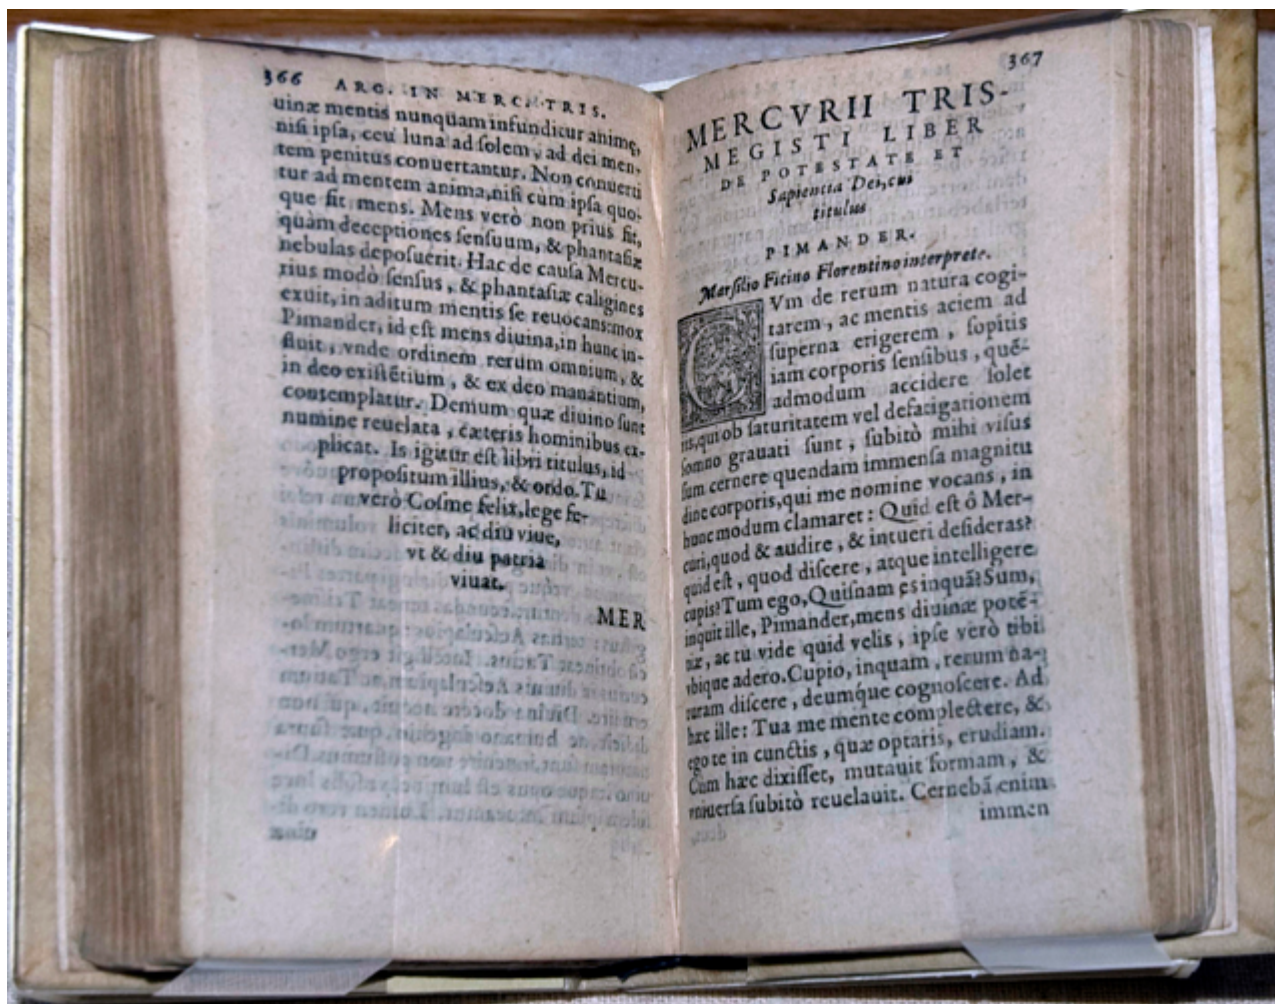 366 ARG. IN MERC. TRIS.
uinæ mentis nunquam infunditur animę,
nisi ipsa, ceu luna ad solem, ad dei men-
tem penitus conuertantur. Non conuerti
tur ad mentem anima, nisi cùm ipsa quo-
que fit mens. Mens verò non prius fit,
quàm deceptiones sensuum, & phantasiæ
nebulas deposuerit. Hac de causa Mercu-
rius modò sensus, & phantasiæ caligines
exuit, in aditum mentis se reuocans: mox
Pimander, id est mens diuina, in hunc in-
fluit, vnde ordinem rerum omnium, &
in deo existẽtium, & ex deo manantium,
contemplatur. Demum quæ diuino sunt
numine reuelata, cæteris hominibus ex-
plicat. Is igitur est libri titulus, id
propositum illius, & ordo. Tu
verò Cosme felix, lege fe-
liciter, ac diu viue,
vt & diu patria
viuat.
MER
367
MERCVRII TRIS-
MEGISTI LIBER
DE POTESTATE ET
Sapientia Dei, cui
titulus
PIMANDER.
Marsilio Ficino Florentino interprete.
CVm de rerum natura cogi-
tarem, ac mentis aciem ad
superna erigerem, sopitis
iam corporis sensibus, quẽ-
admodum accidere solet
iis, qui ob saturitatem vel defatigationem
somno grauati sunt, subitò mihi visus
sum cernere quendam immensa magnitu
dine corporis, qui me nomine vocans, in
hunc modum clamaret: Quid est ô Mer-
curi, quod & audire, & intueri desideras?
quid est, quod discere, atque intelligere
cupis? Tum ego, Quisnam es inquã? Sum,
inquit ille, Pimander, mens diuinæ potẽ-
tiæ, ac tu vide quid velis, ipse verò tibi
vbique adero. Cupio, inquam, rerum na-
turam discere, deumq́ue cognoscere. Ad
hæc ille: Tua me mente complectere, &
ego te in cunctis, quæ optaris, erudiam.
Cùm hæc dixisset, mutauit formam, &
vniuersa subitò reuelauit. Cernebã enim
immen